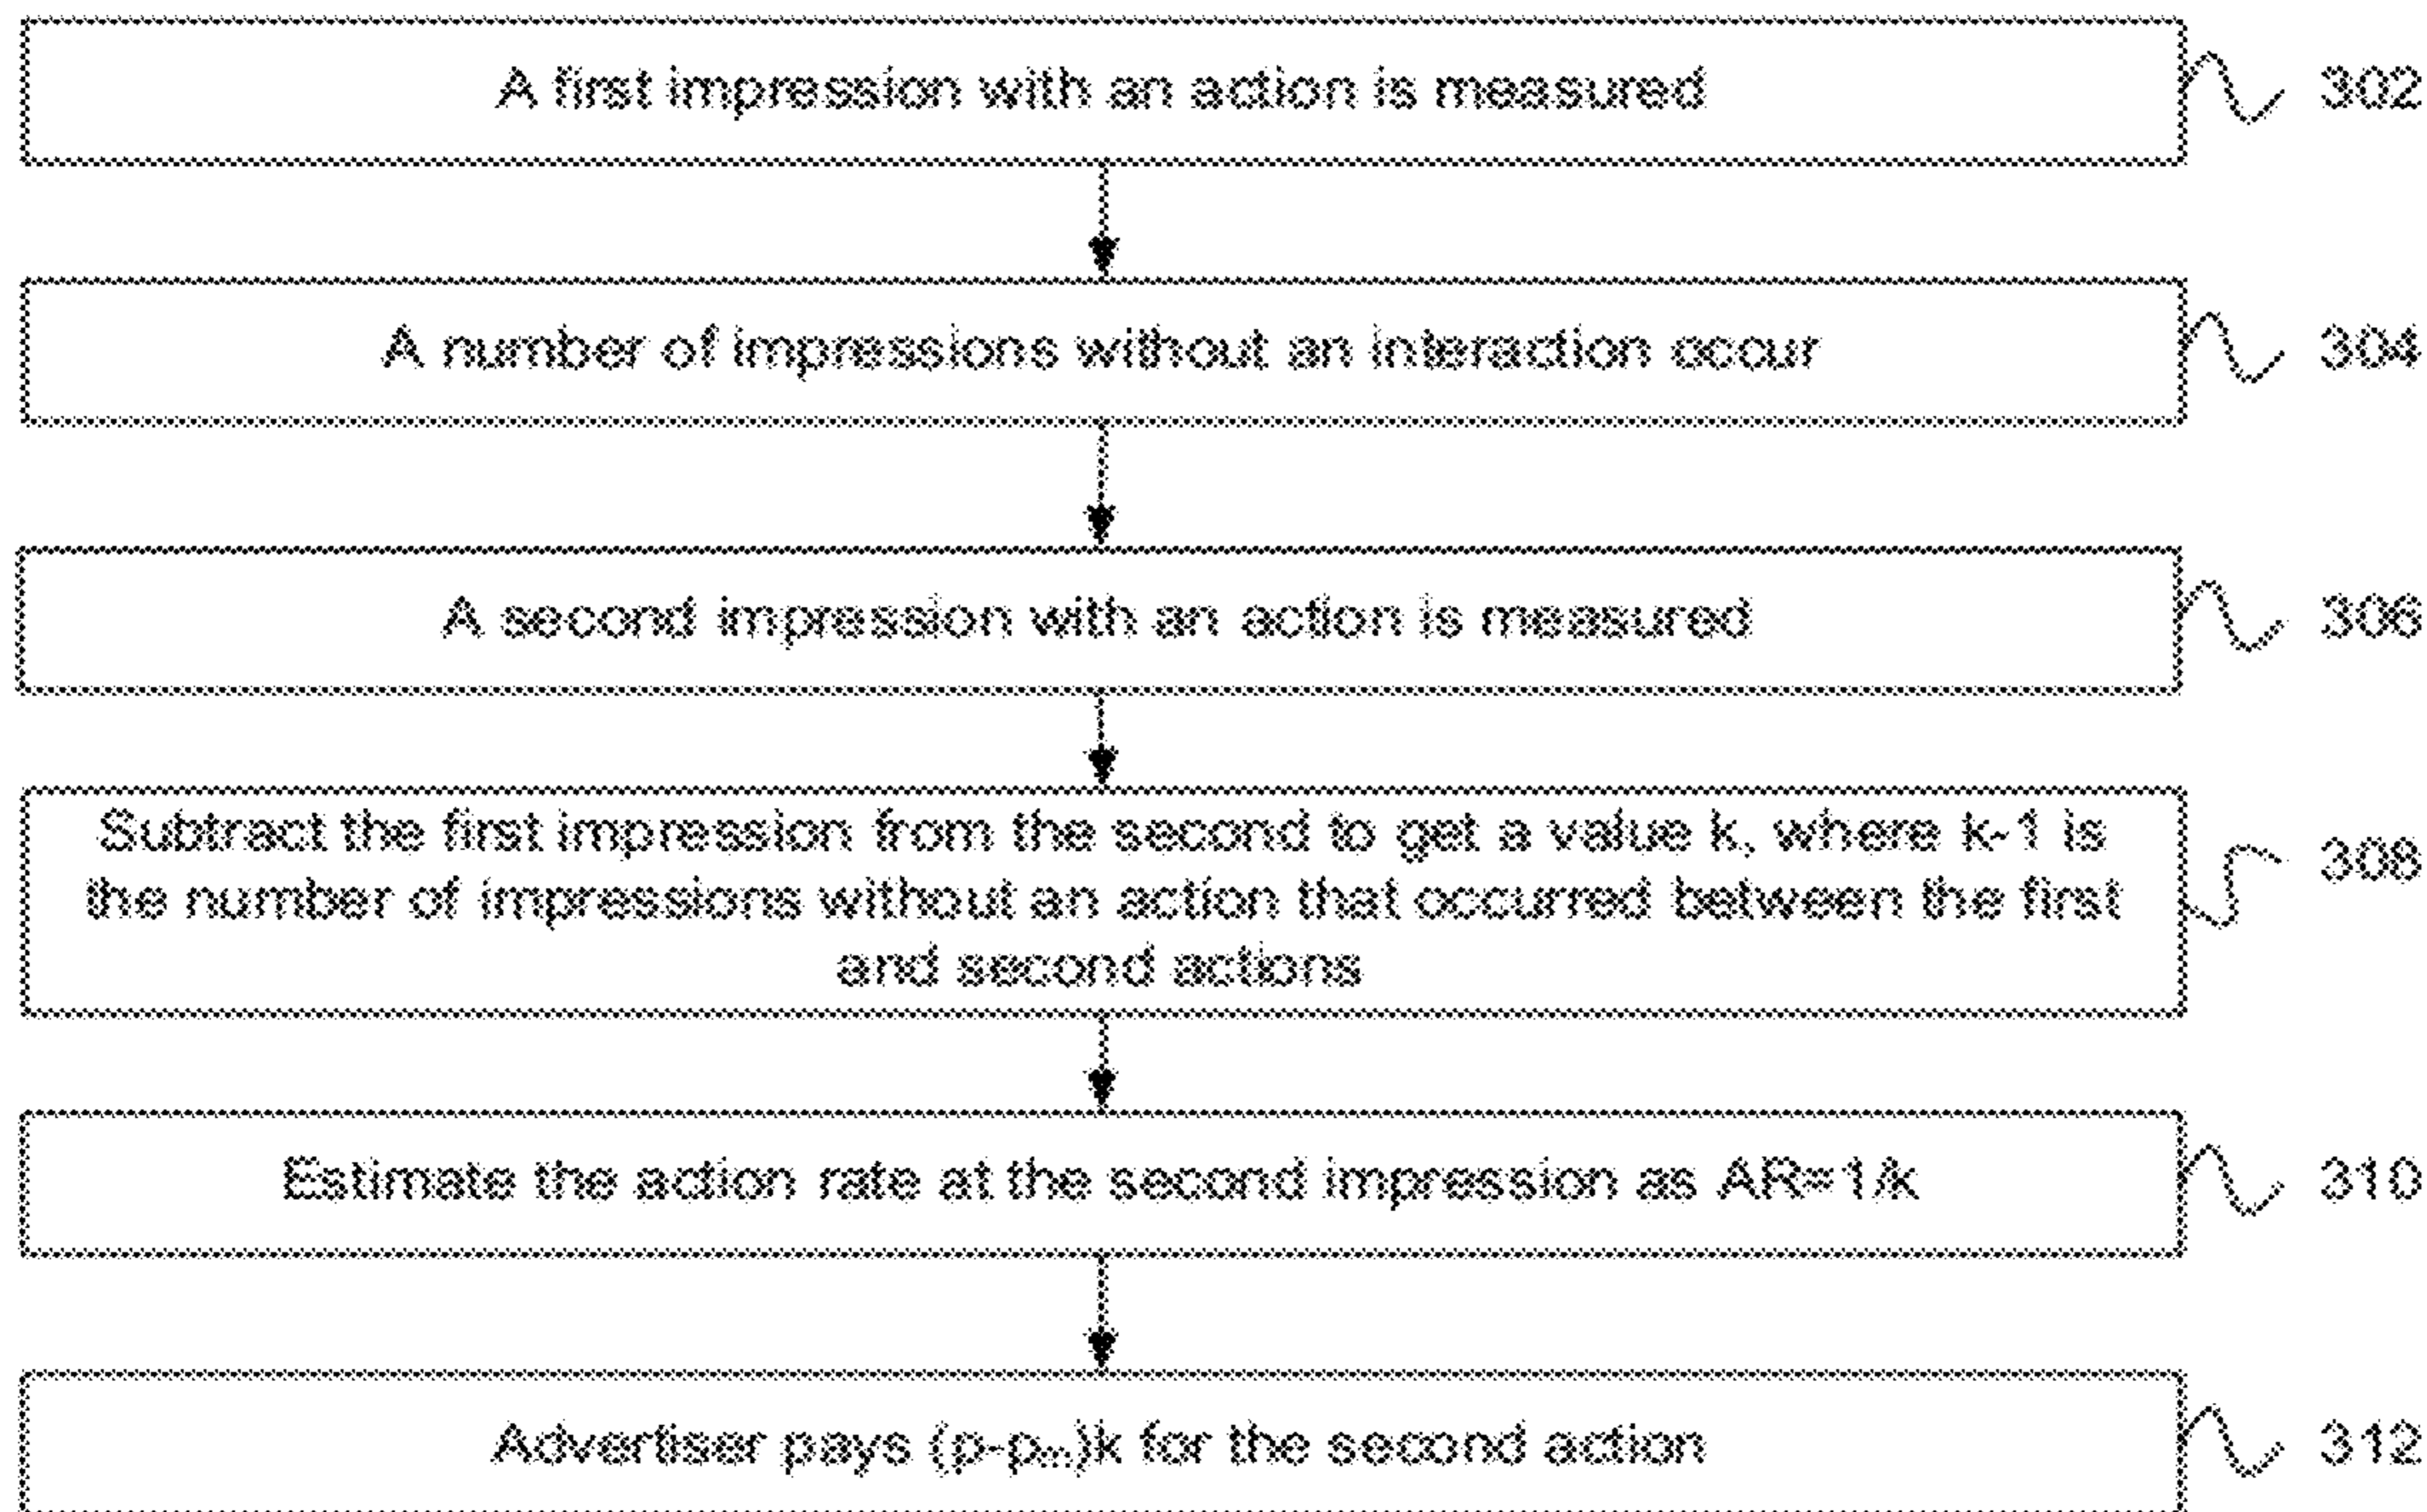 A first impression with an action is measured
302
A number of impressions without an interaction occur
304
A second impression with an action is measured
306
Subtract the first impression from the second to get a value k, where k-1 is
the number of impressions without an action that occurred between the first
and second actions
308
Estimate the action rate at the second impression as AR=1/k
310
Advertiser pays (p-pₘ)k for the second action
312